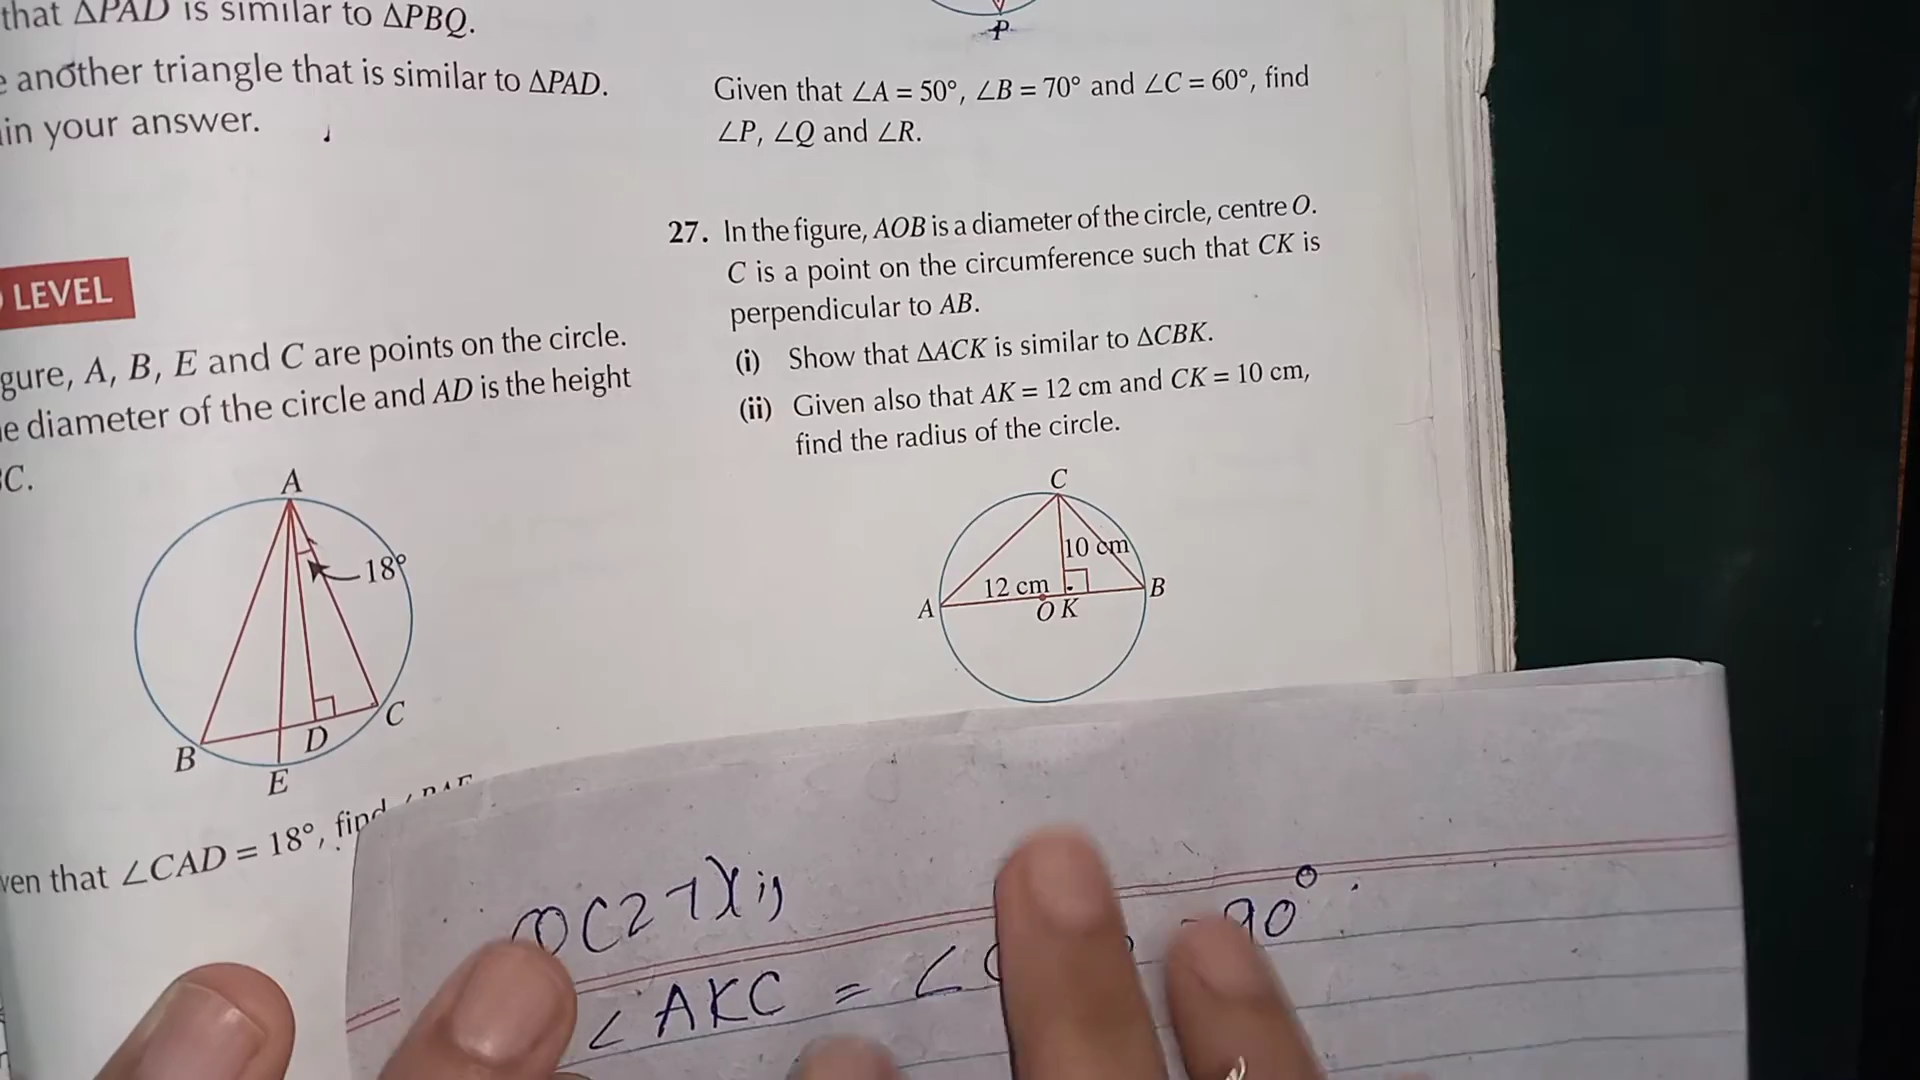 that ΔPAD is similar to ΔPBQ.
another triangle that is similar to ΔPAD.
in your answer.
LEVEL
gure, A, B, E and C are points on the circle.
e diameter of the circle and AD is the height
C.
A
18°
B
D
C
E
ven that ∠CAD = 18°, find
P
Given that ∠A = 50°, ∠B = 70° and ∠C = 60°, find
∠P, ∠Q and ∠R.
27. In the figure, AOB is a diameter of the circle, centre O.
C is a point on the circumference such that CK is
perpendicular to AB.
(i) Show that ΔACK is similar to ΔCBK.
(ii) Given also that AK = 12 cm and CK = 10 cm,
find the radius of the circle.
C
10 cm
12 cm
A
O K
B
Q(27)(i)
∠AKC = ∠ 90°.